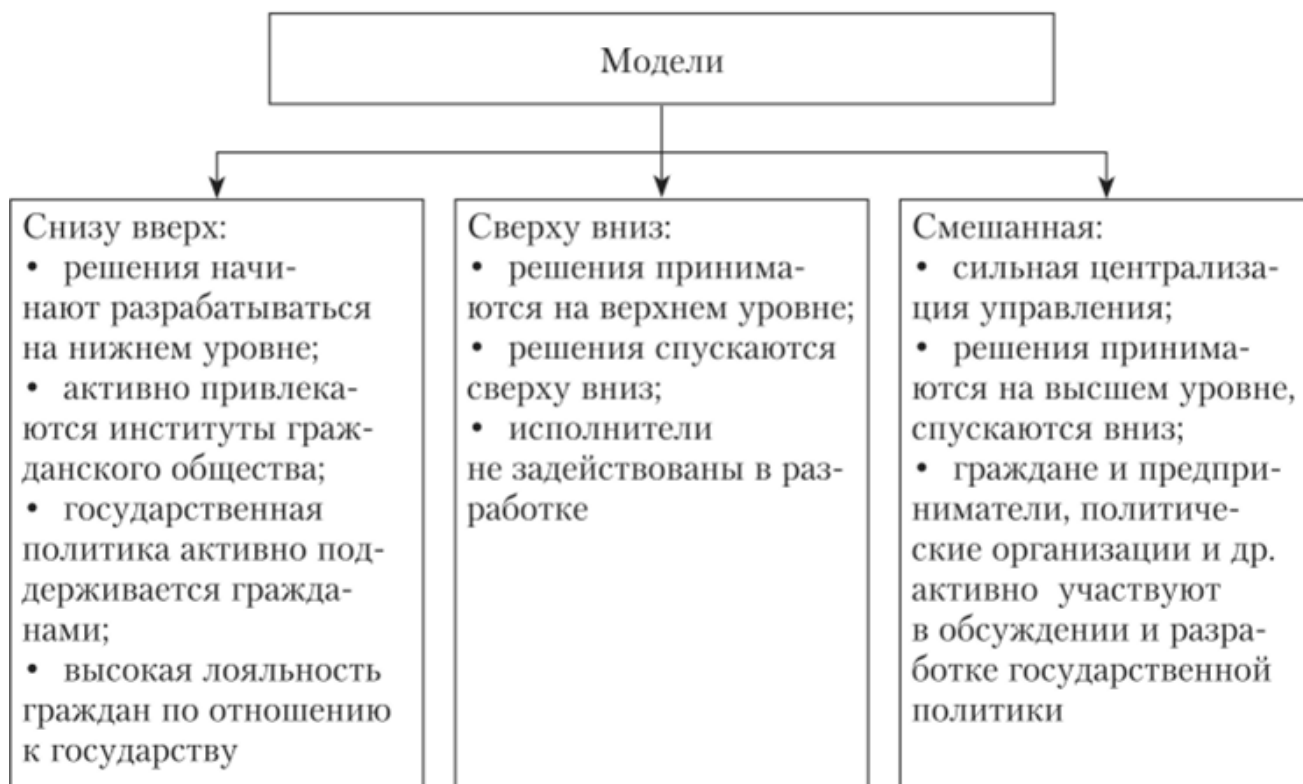 Модели
Снизу вверх:
• решения начи-
нают разрабатываться
на нижнем уровне;
• активно привлека-
ются институты граж-
данского общества;
• государственная
политика активно под-
держивается гражда-
нами;
• высокая лояльность
граждан по отношению
к государству
Сверху вниз:
• решения принима-
ются на верхнем уровне;
• решения спускаются
сверху вниз;
• исполнители
не задействованы в раз-
работке
Смешанная:
• сильная централиза-
ция управления;
• решения принима-
ются на высшем уровне,
спускаются вниз;
• граждане и предпри-
ниматели, политиче-
ские организации и др.
активно участвуют
в обсуждении и разра-
ботке государственной
политики